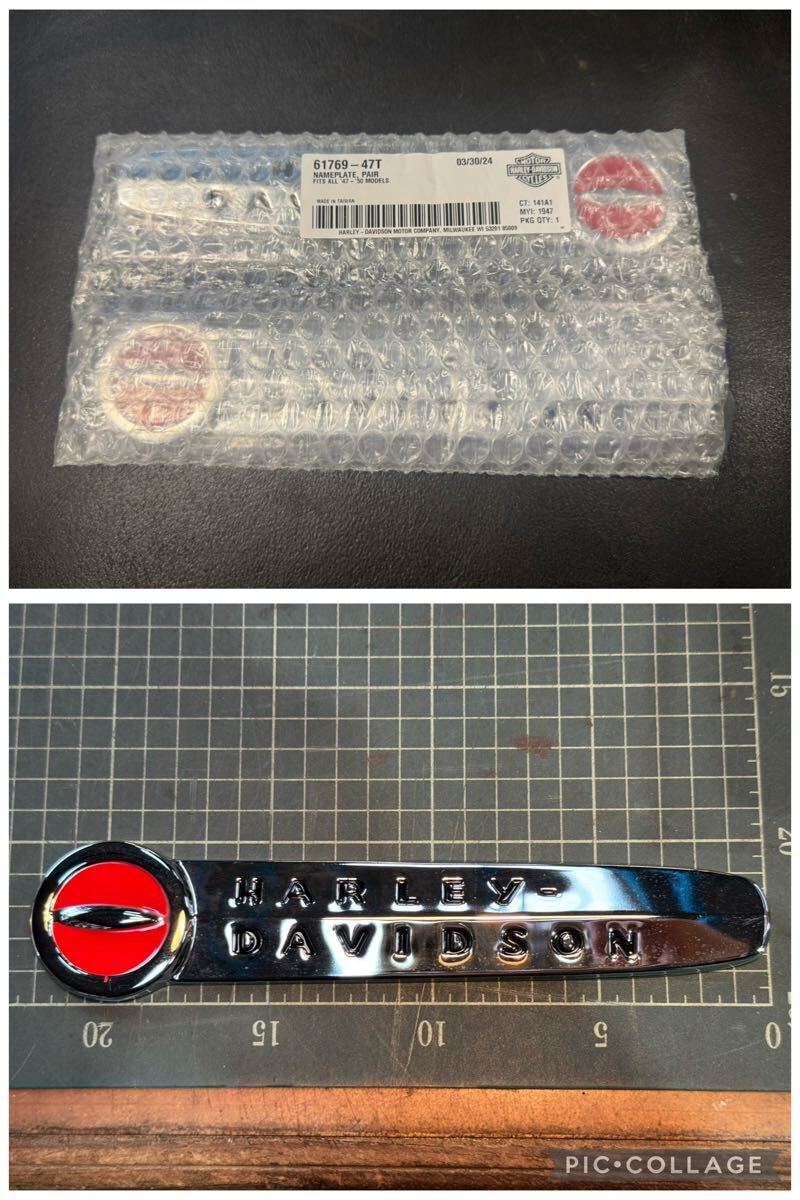 61769-47T
03/30/24
NAMEPLATE, PAIR
FITS ALL '47-'50 MODELS
MADE IN TAIWAN
MOTOR
HARLEY-DAVIDSON
CYCLES
CT: 141A1
MYI: 1947
PKG QTY: 1
HARLEY-DAVIDSON MOTOR COMPANY, MILWAUKEE WI 53201 85009
DAV
HARLEY-
DAVIDSON
15
20
20
15
10
5
0
PIC•COLLAGE